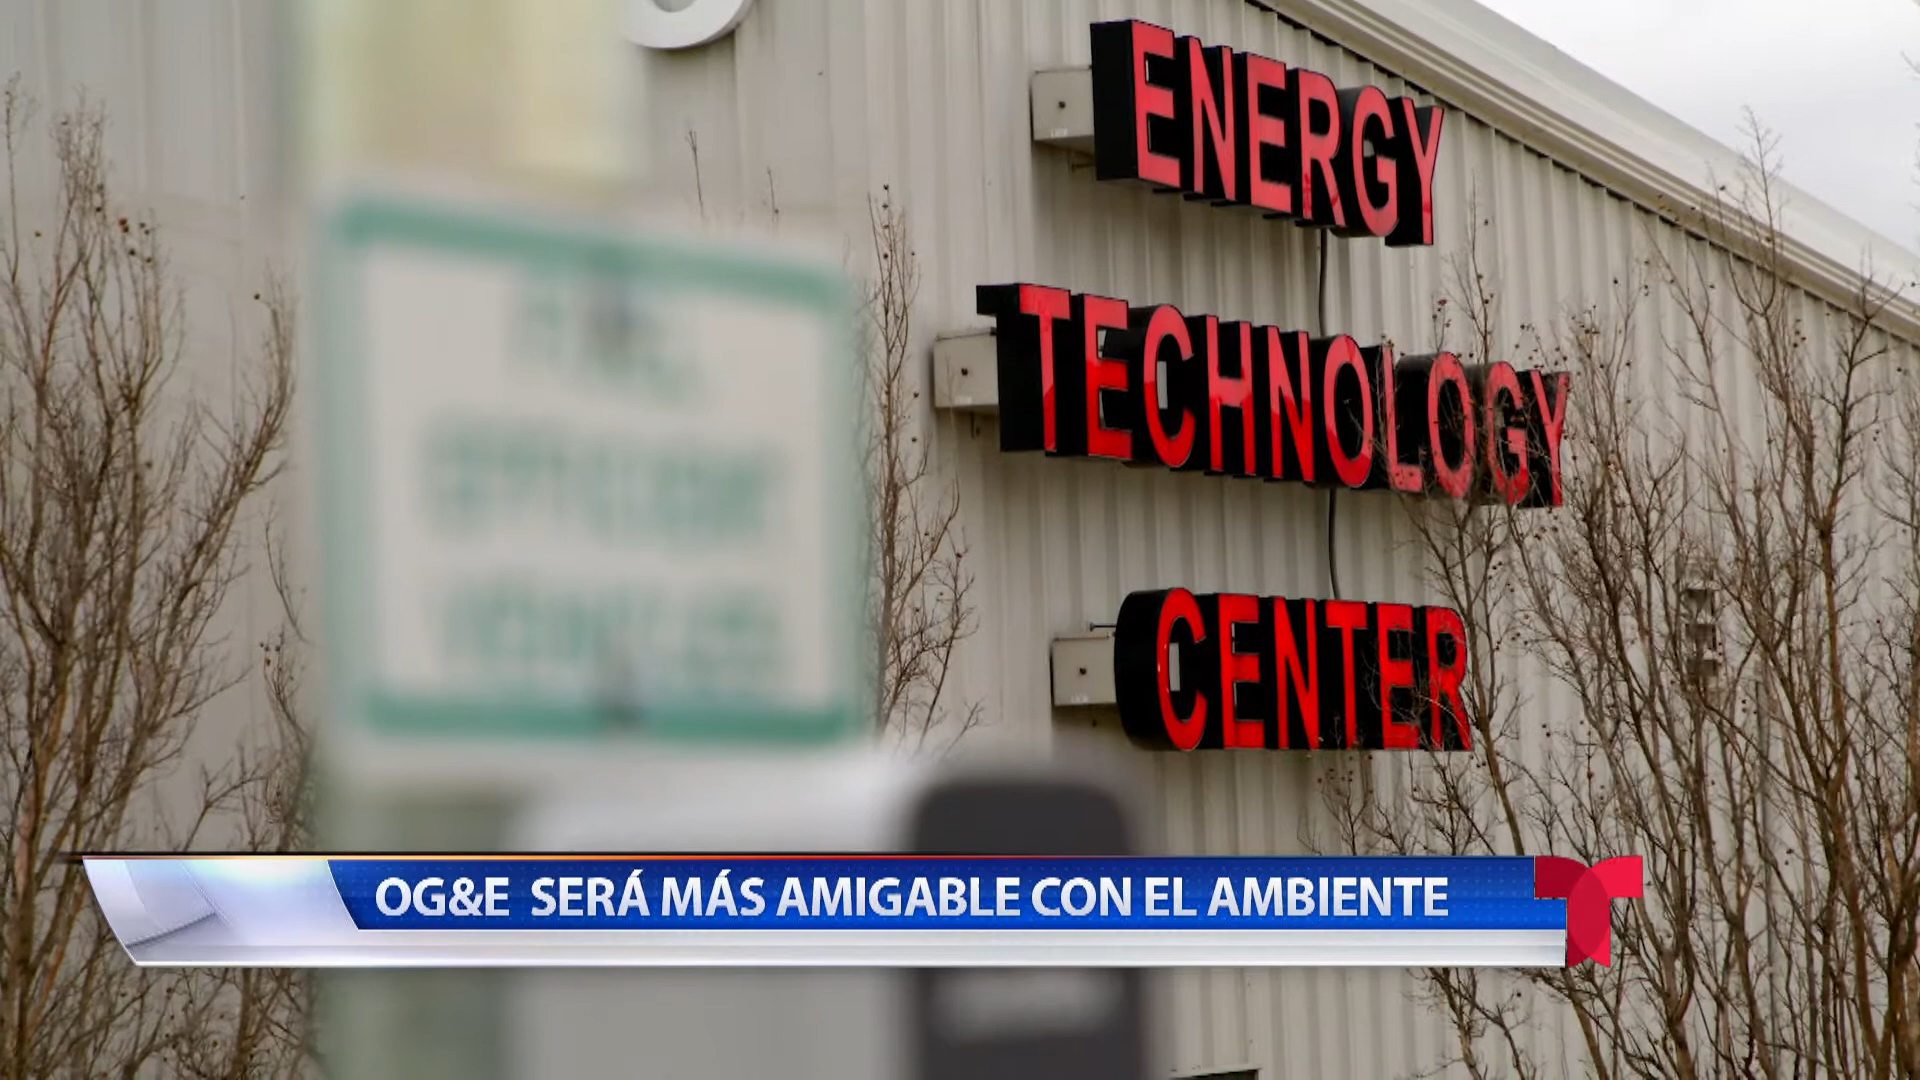 ENERGY
TECHNOLOGY
CENTER
OG&E SERÁ MÁS AMIGABLE CON EL AMBIENTE